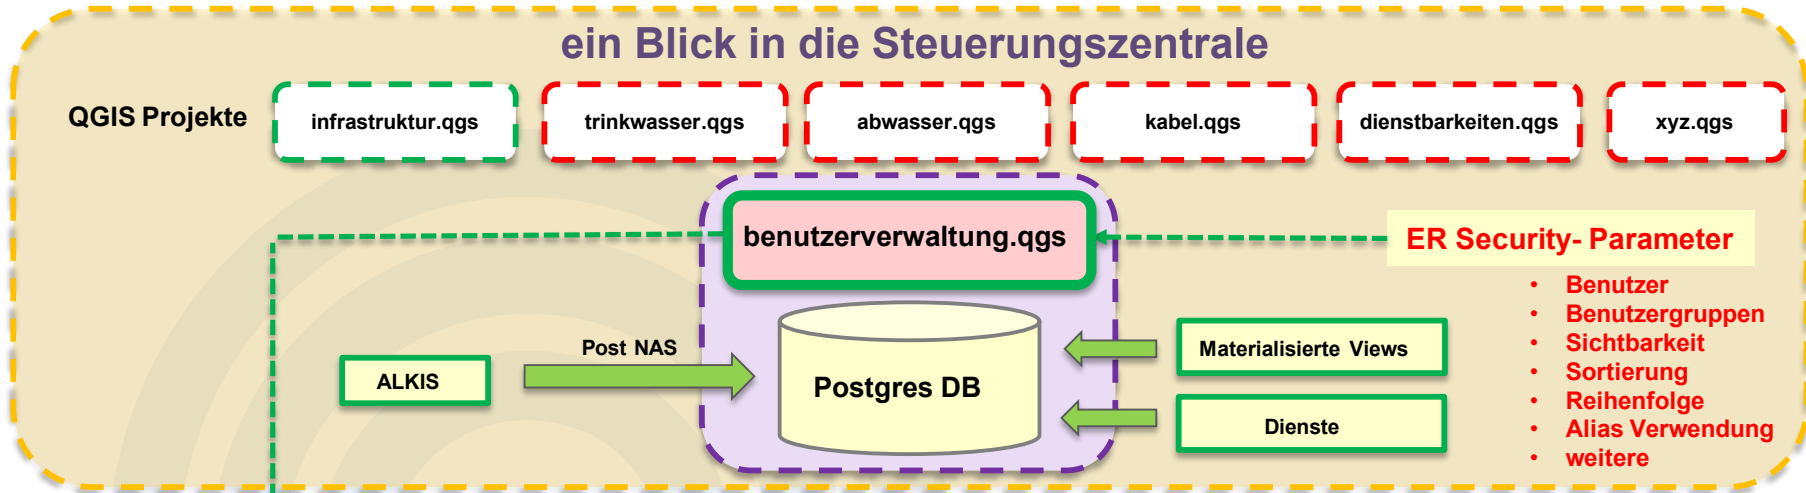 ein Blick in die Steuerungszentrale
QGIS Projekte
infrastruktur.qgs
trinkwasser.qgs
abwasser.qgs
kabel.qgs
dienstbarkeiten.qgs
xyz.qgs
benutzerverwaltung.qgs
ER Security- Parameter
• Benutzer
• Benutzergruppen
• Sichtbarkeit
• Sortierung
• Reihenfolge
• Alias Verwendung
• weitere
Post NAS
ALKIS
Postgres DB
Materialisierte Views
Dienste